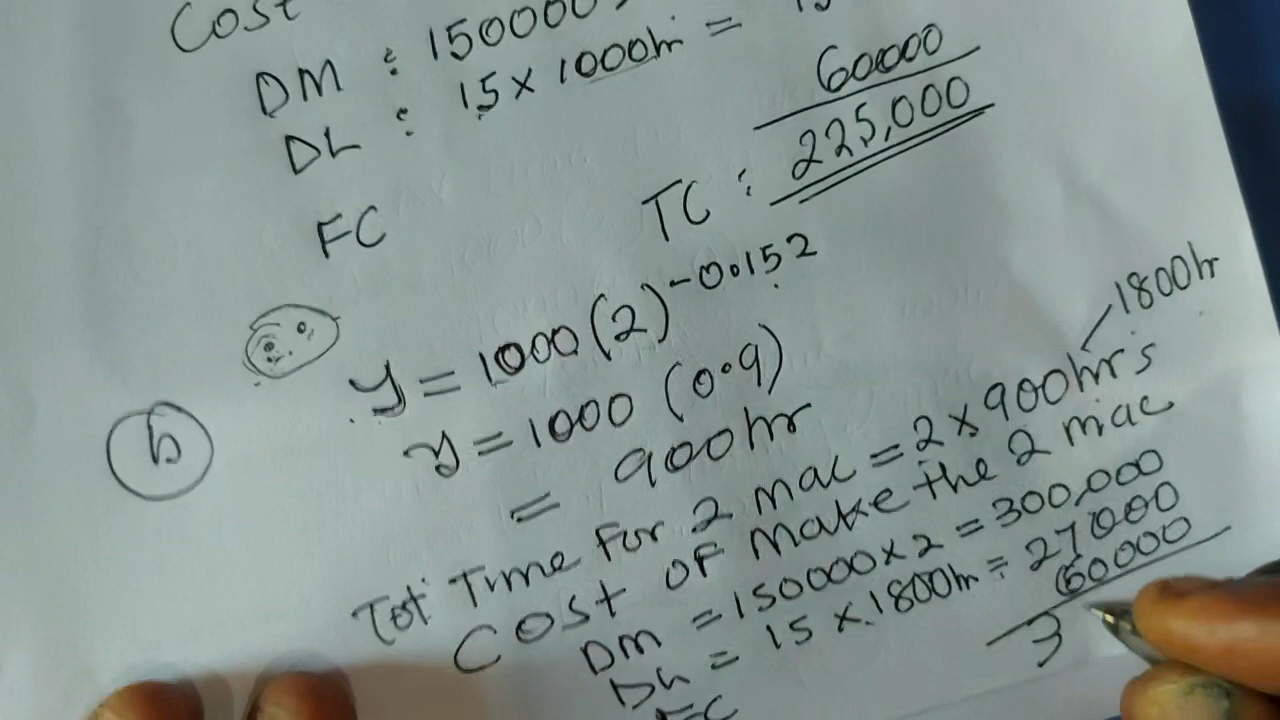 Cost
DM : 150000
DL : 15 x 1000hr =
FC 60000
TC : 225,000
(b) y = 1000(2)^-0.152
y = 1000 (0.9)
= 900hr
Tot Time For 2 mac = 2 x 900hrs 1800hr
Cost of make the 2 mac
DM = 150000 x 2 = 300,000
DL = 15 x 1800hr = 27000
FC 60000
3